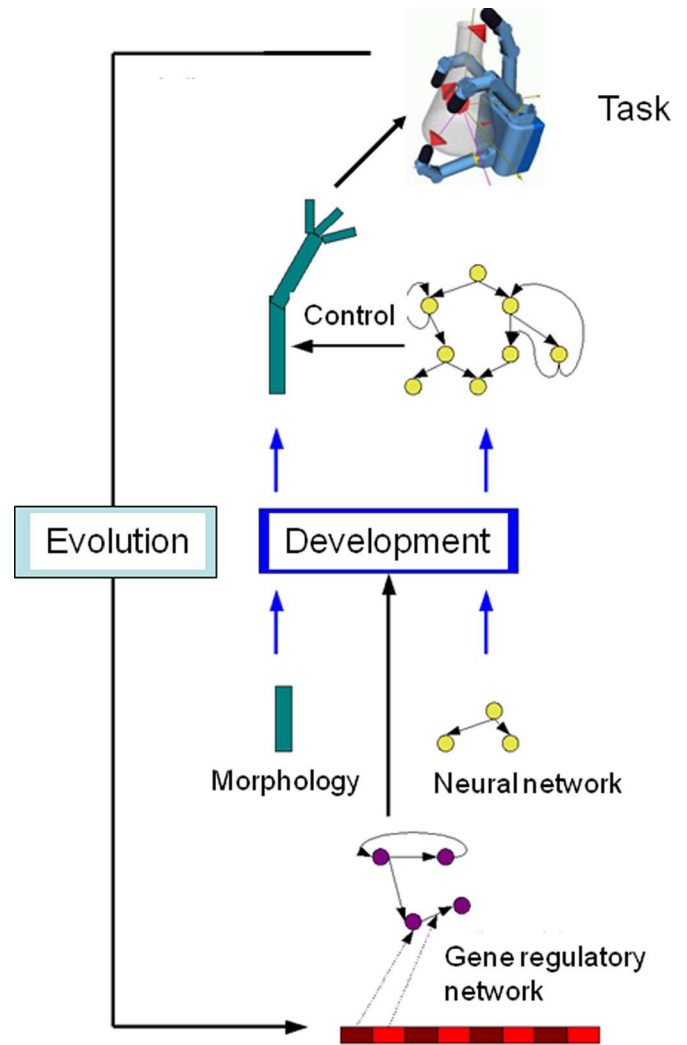 Task
Control
Evolution
Development
Morphology
Neural network
Gene regulatory
network